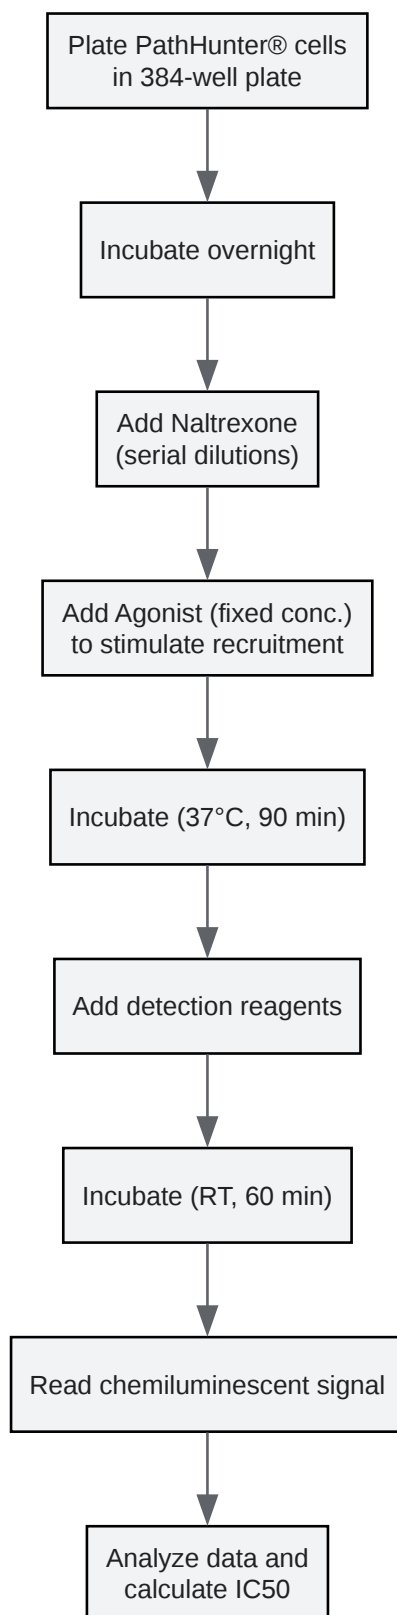 Plate PathHunter® cells
in 384-well plate
Incubate overnight
Add Naltrexone
(serial dilutions)
Add Agonist (fixed conc.)
to stimulate recruitment
Incubate (37°C, 90 min)
Add detection reagents
Incubate (RT, 60 min)
Read chemiluminescent signal
Analyze data and
calculate IC50